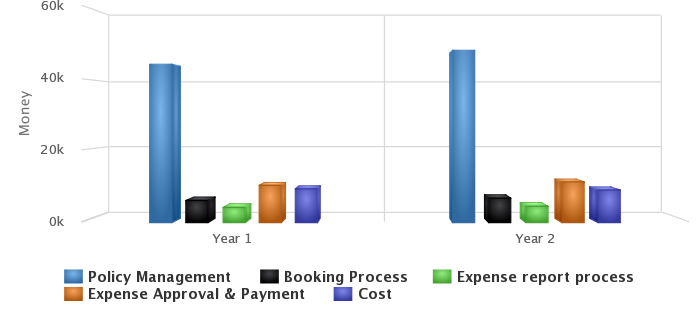 60k
40k
20k
0k
Money
Year 1
Year 2
Policy Management
Booking Process
Expense report process
Expense Approval & Payment
Cost